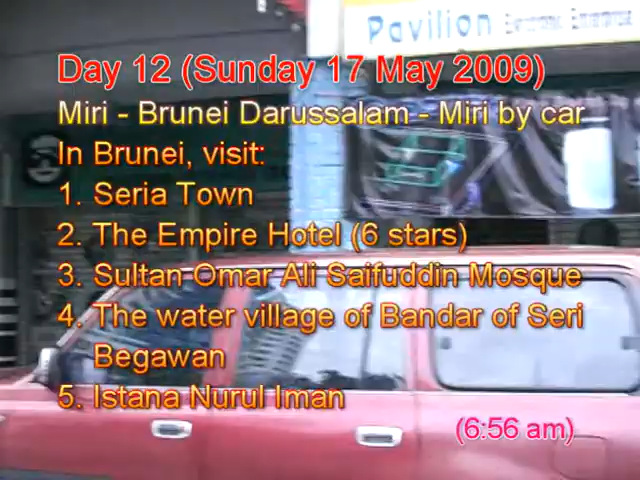 Pavilion Electronic Enterprise
Day 12 (Sunday 17 May 2009)
Miri - Brunei Darussalam - Miri by car
In Brunei, visit:
1. Seria Town
2. The Empire Hotel (6 stars)
3. Sultan Omar Ali Saifuddin Mosque
4. The water village of Bandar of Seri
Begawan
5. Istana Nurul Iman
(6:56 am)